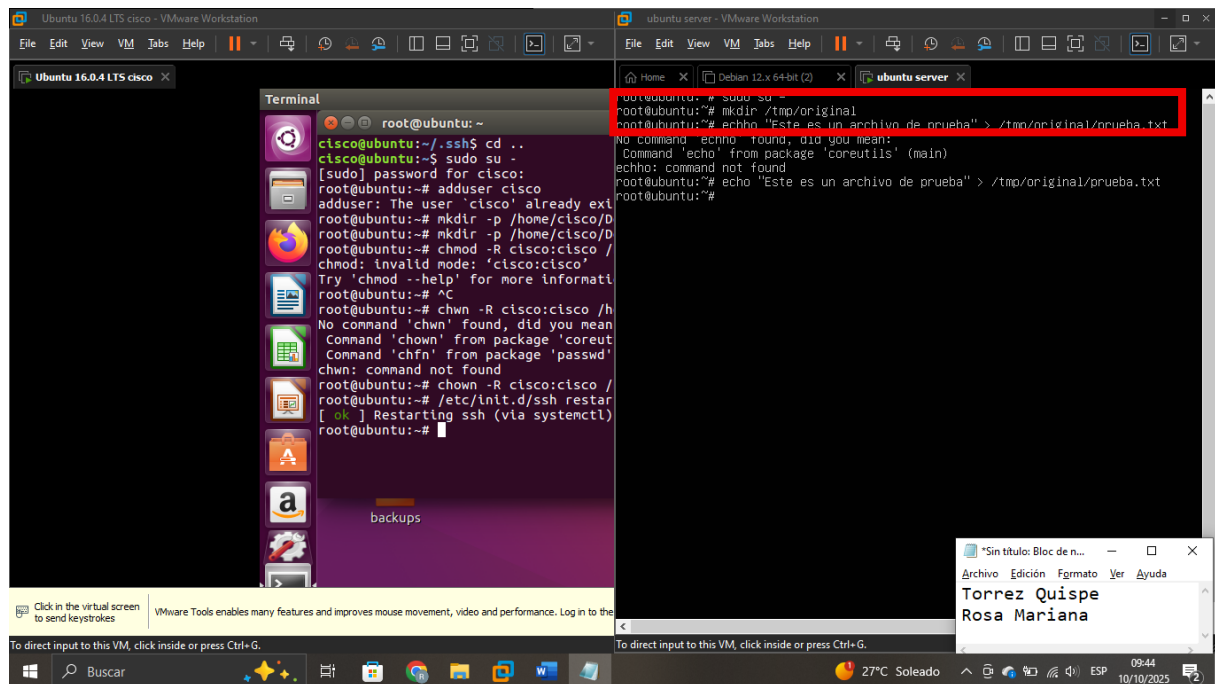 Ubuntu 16.0.4 LTS cisco - VMware Workstation
File Edit View VM Tabs Help
Ubuntu 16.0.4 LTS cisco
Terminal
root@ubuntu: ~
cisco@ubuntu:~/.ssh$ cd ..
cisco@ubuntu:~$ sudo su -
[sudo] password for cisco:
root@ubuntu:~# adduser cisco
adduser: The user `cisco' already exi
root@ubuntu:~# mkdir -p /home/cisco/D
root@ubuntu:~# mkdir -p /home/cisco/D
root@ubuntu:~# chmod -R cisco:cisco /
chmod: invalid mode: ‘cisco:cisco’
Try 'chmod --help' for more informati
root@ubuntu:~# ^C
root@ubuntu:~# chwn -R cisco:cisco /h
No command 'chwn' found, did you mean
Command 'chown' from package 'coreut
Command 'chfn' from package 'passwd'
chwn: command not found
root@ubuntu:~# chown -R cisco:cisco /
root@ubuntu:~# /etc/init.d/ssh restar
[ ok ] Restarting ssh (via systemctl)
root@ubuntu:~#
backups
Click in the virtual screen
to send keystrokes
VMware Tools enables many features and improves mouse movement, video and performance. Log in to the
To direct input to this VM, click inside or press Ctrl+G.
ubuntu server - VMware Workstation
File Edit View VM Tabs Help
Home Debian 12.x 64-bit (2) ubuntu server
root@ubuntu:~# sudo su -
root@ubuntu:~# mkdir /tmp/original
root@ubuntu:~# echho "Este es un archivo de prueba" > /tmp/original/prueba.txt
No command 'echho' found, did you mean:
Command 'echo' from package 'coreutils' (main)
echho: command not found
root@ubuntu:~# echo "Este es un archivo de prueba" > /tmp/original/prueba.txt
root@ubuntu:~#
*Sin título: Bloc de n...
Archivo Edición Formato Ver Ayuda
Torrez Quispe
Rosa Mariana
To direct input to this VM, click inside or press Ctrl+G.
Buscar
27°C Soleado
ESP
09:44
10/10/2025
2